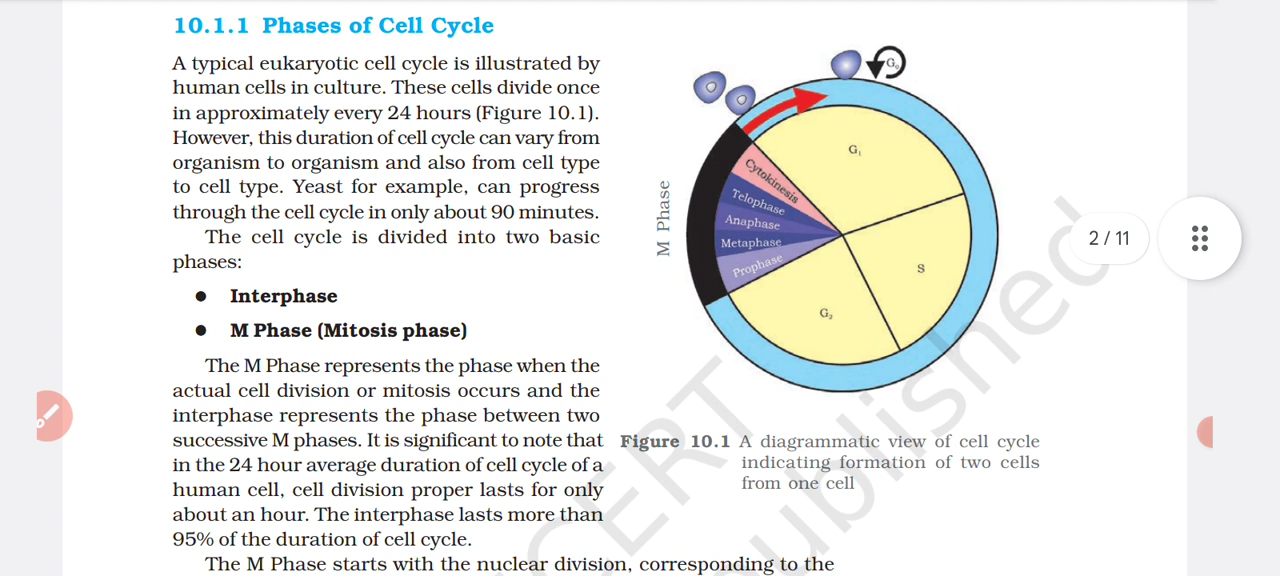 10.1.1 Phases of Cell Cycle
A typical eukaryotic cell cycle is illustrated by
human cells in culture. These cells divide once
in approximately every 24 hours (Figure 10.1).
However, this duration of cell cycle can vary from
organism to organism and also from cell type
to cell type. Yeast for example, can progress
through the cell cycle in only about 90 minutes.
The cell cycle is divided into two basic
phases:
● Interphase
● M Phase (Mitosis phase)
The M Phase represents the phase when the
actual cell division or mitosis occurs and the
interphase represents the phase between two
successive M phases. It is significant to note that
in the 24 hour average duration of cell cycle of a
human cell, cell division proper lasts for only
about an hour. The interphase lasts more than
95% of the duration of cell cycle.
The M Phase starts with the nuclear division, corresponding to the
G₀
G₁
S
G₂
M Phase
Cytokinesis
Telophase
Anaphase
Metaphase
Prophase
Figure 10.1 A diagrammatic view of cell cycle
indicating formation of two cells
from one cell
2 / 11
CERT
ublished